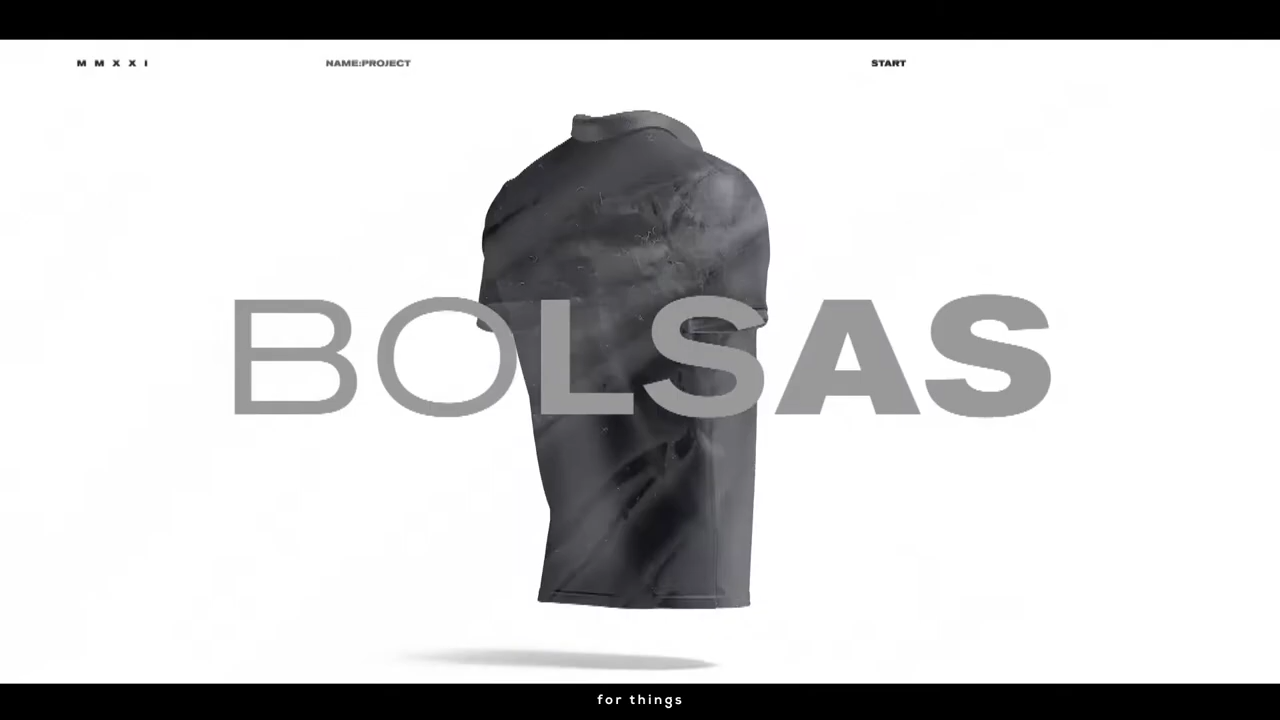 M M X X I
NAME:PROJECT
START
BOLSAS
for things